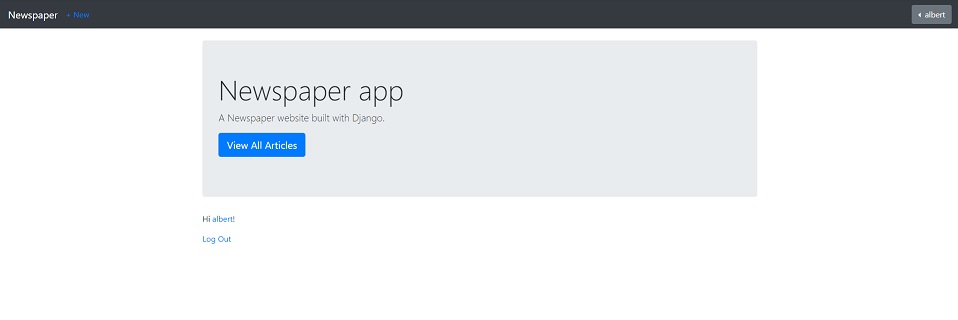 Newspaper + New albert
Newspaper app
A Newspaper website built with Django.
View All Articles
Hi albert!
Log Out